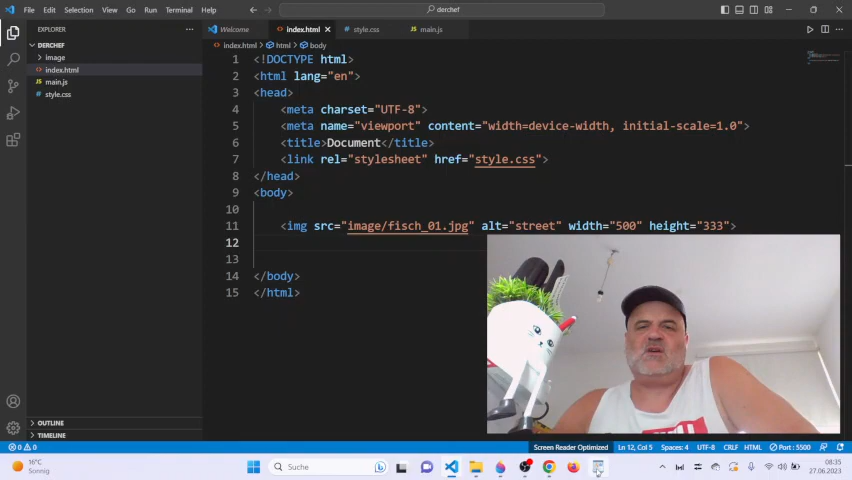 File Edit Selection View Go Run Terminal Help
derchef
EXPLORER
DERCHEF
image
index.html
main.js
style.css
OUTLINE
TIMELINE
Welcome
index.html
style.css
main.js
index.html > html > body
1 <!DOCTYPE html>
2 <html lang="en">
3 <head>
4 <meta charset="UTF-8">
5 <meta name="viewport" content="width=device-width, initial-scale=1.0">
6 <title>Document</title>
7 <link rel="stylesheet" href="style.css">
8 </head>
9 <body>
10
11 <img src="image/fisch_01.jpg" alt="street" width="500" height="333">
12
13
14 </body>
15 </html>
0 0 Screen Reader Optimized Ln 12, Col 5 Spaces: 4 UTF-8 CRLF HTML Port : 5500
16°C
Sonnig
Suche
08:35
27.06.2023